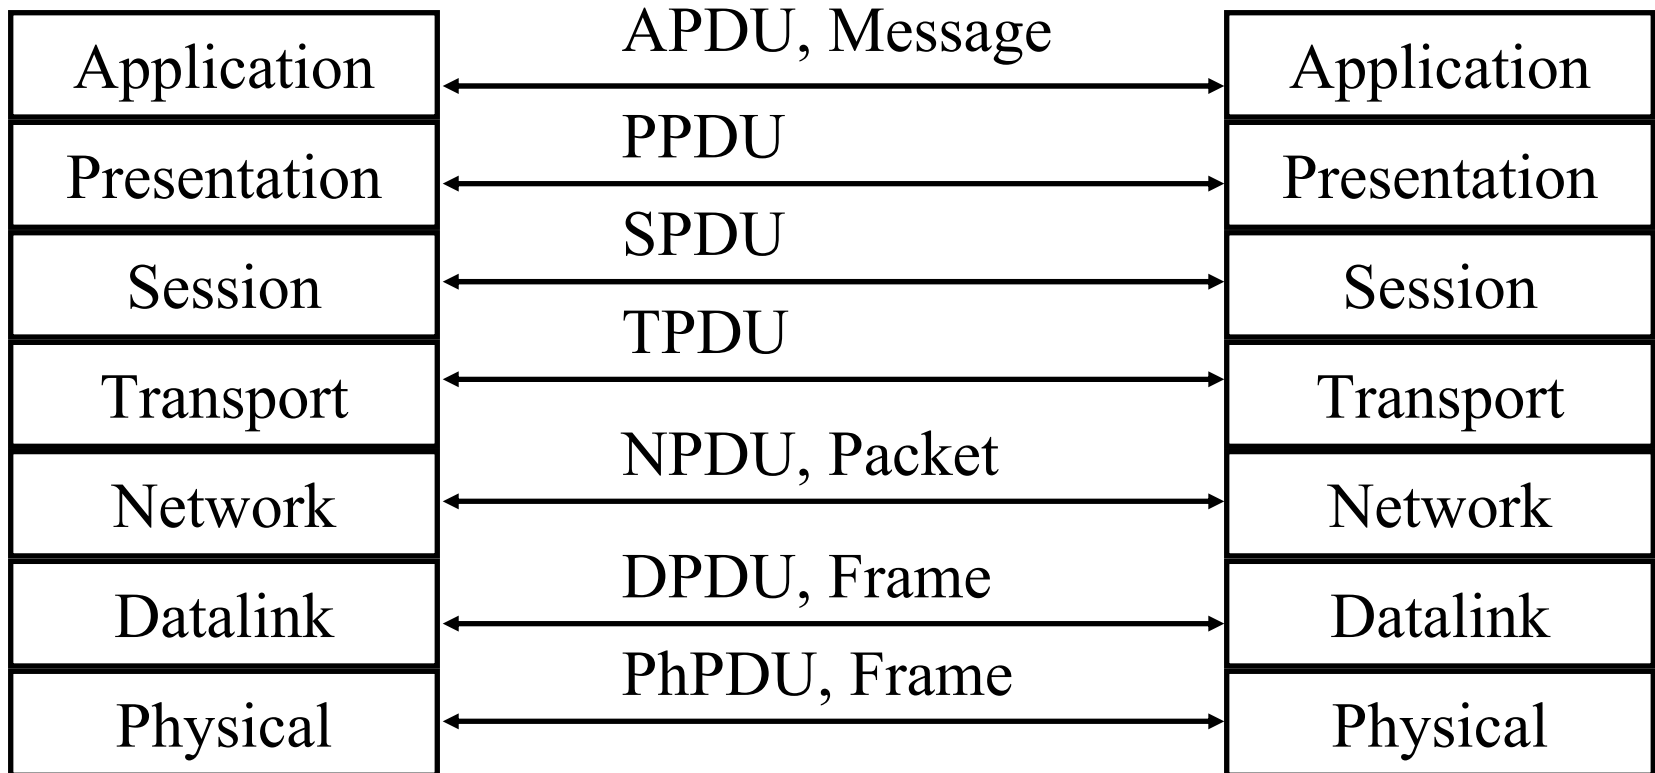 Application APDU, Message Application
Presentation PPDU Presentation
Session SPDU Session
Transport TPDU Transport
Network NPDU, Packet Network
Datalink DPDU, Frame Datalink
Physical PhPDU, Frame Physical